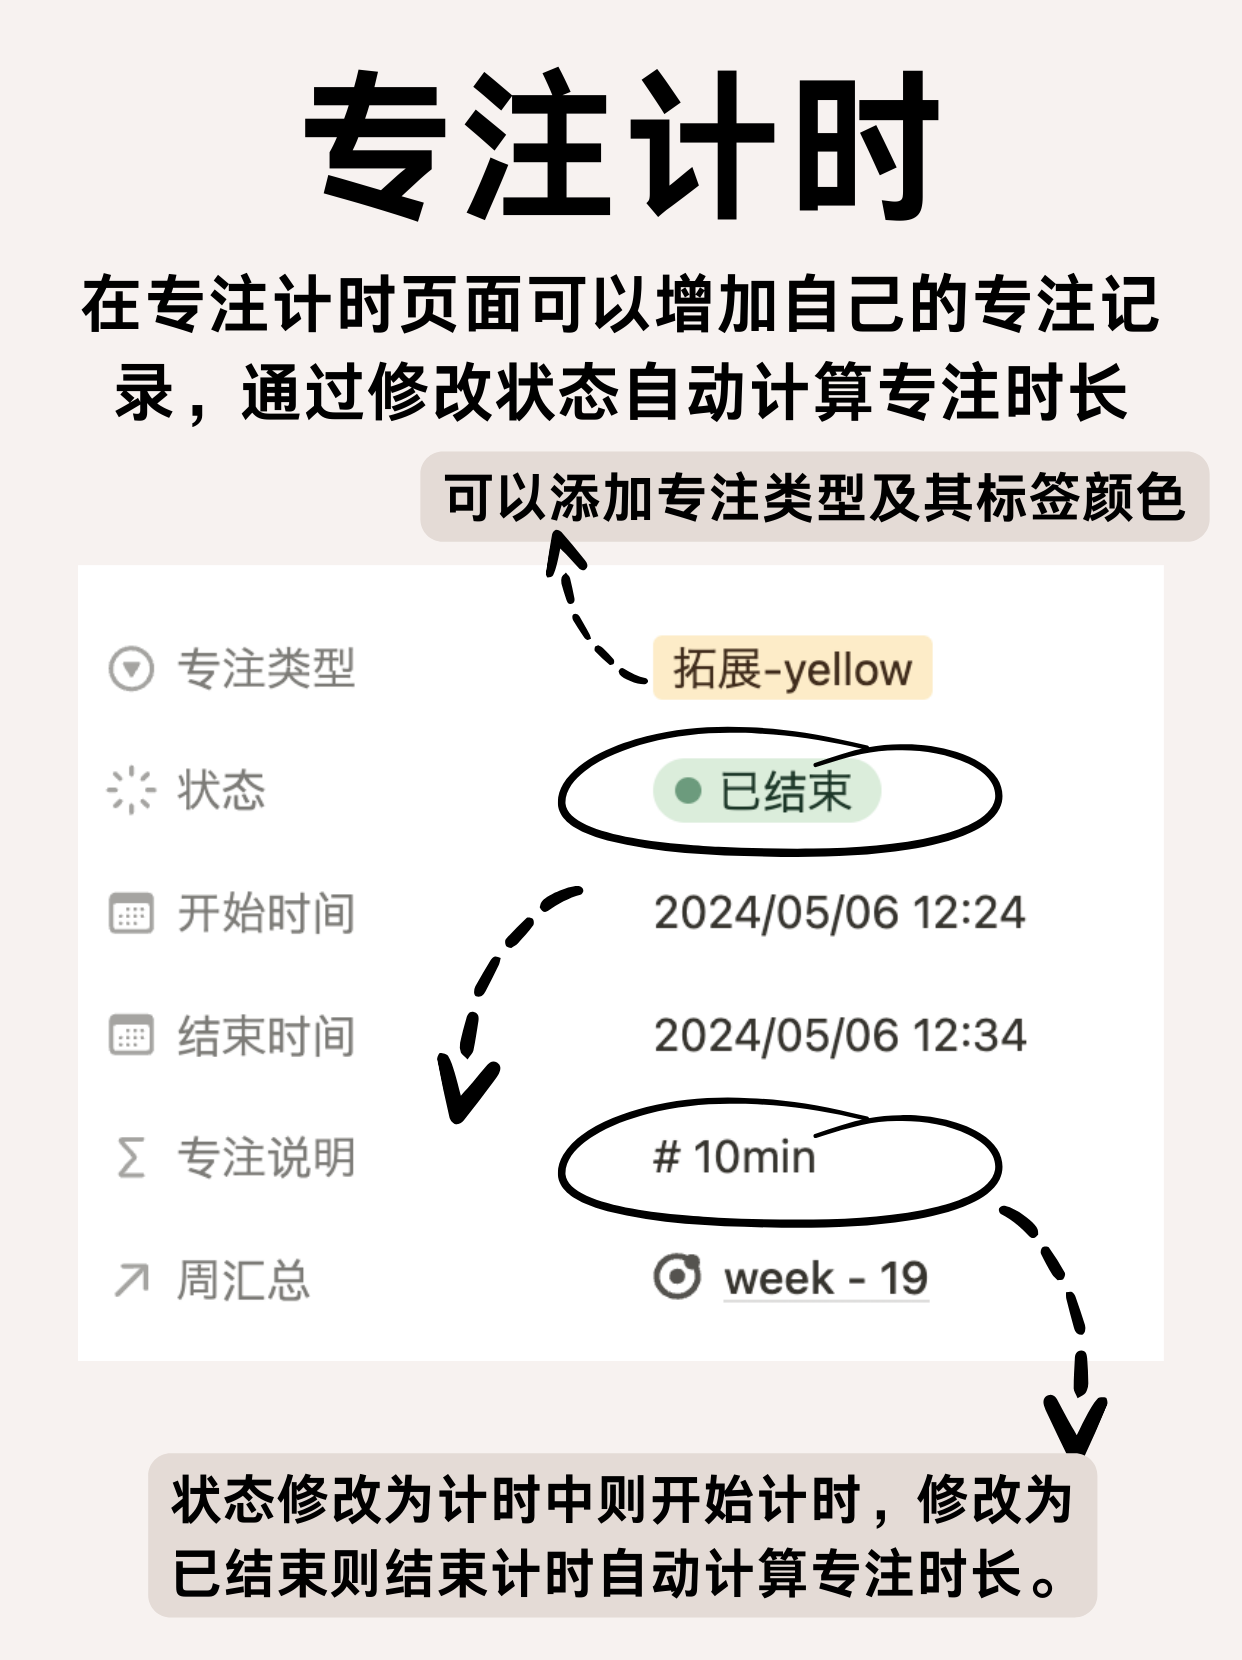 专注计时
在专注计时页面可以增加自己的专注记
录，通过修改状态自动计算专注时长
可以添加专注类型及其标签颜色
专注类型 拓展-yellow
状态 已结束
开始时间 2024/05/06 12:24
结束时间 2024/05/06 12:34
专注说明 # 10min
周汇总 week - 19
状态修改为计时中则开始计时，修改为
已结束则结束计时自动计算专注时长。